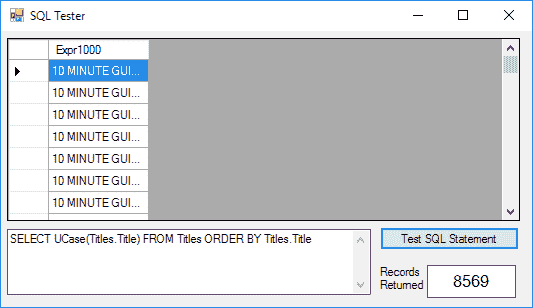 SQL Tester
Expr1000
10 MINUTE GUI...
10 MINUTE GUI...
10 MINUTE GUI...
10 MINUTE GUI...
10 MINUTE GUI...
10 MINUTE GUI...
10 MINUTE GUI...
SELECT UCase(Titles.Title) FROM Titles ORDER BY Titles.Title
Test SQL Statement
Records
Returned
8569